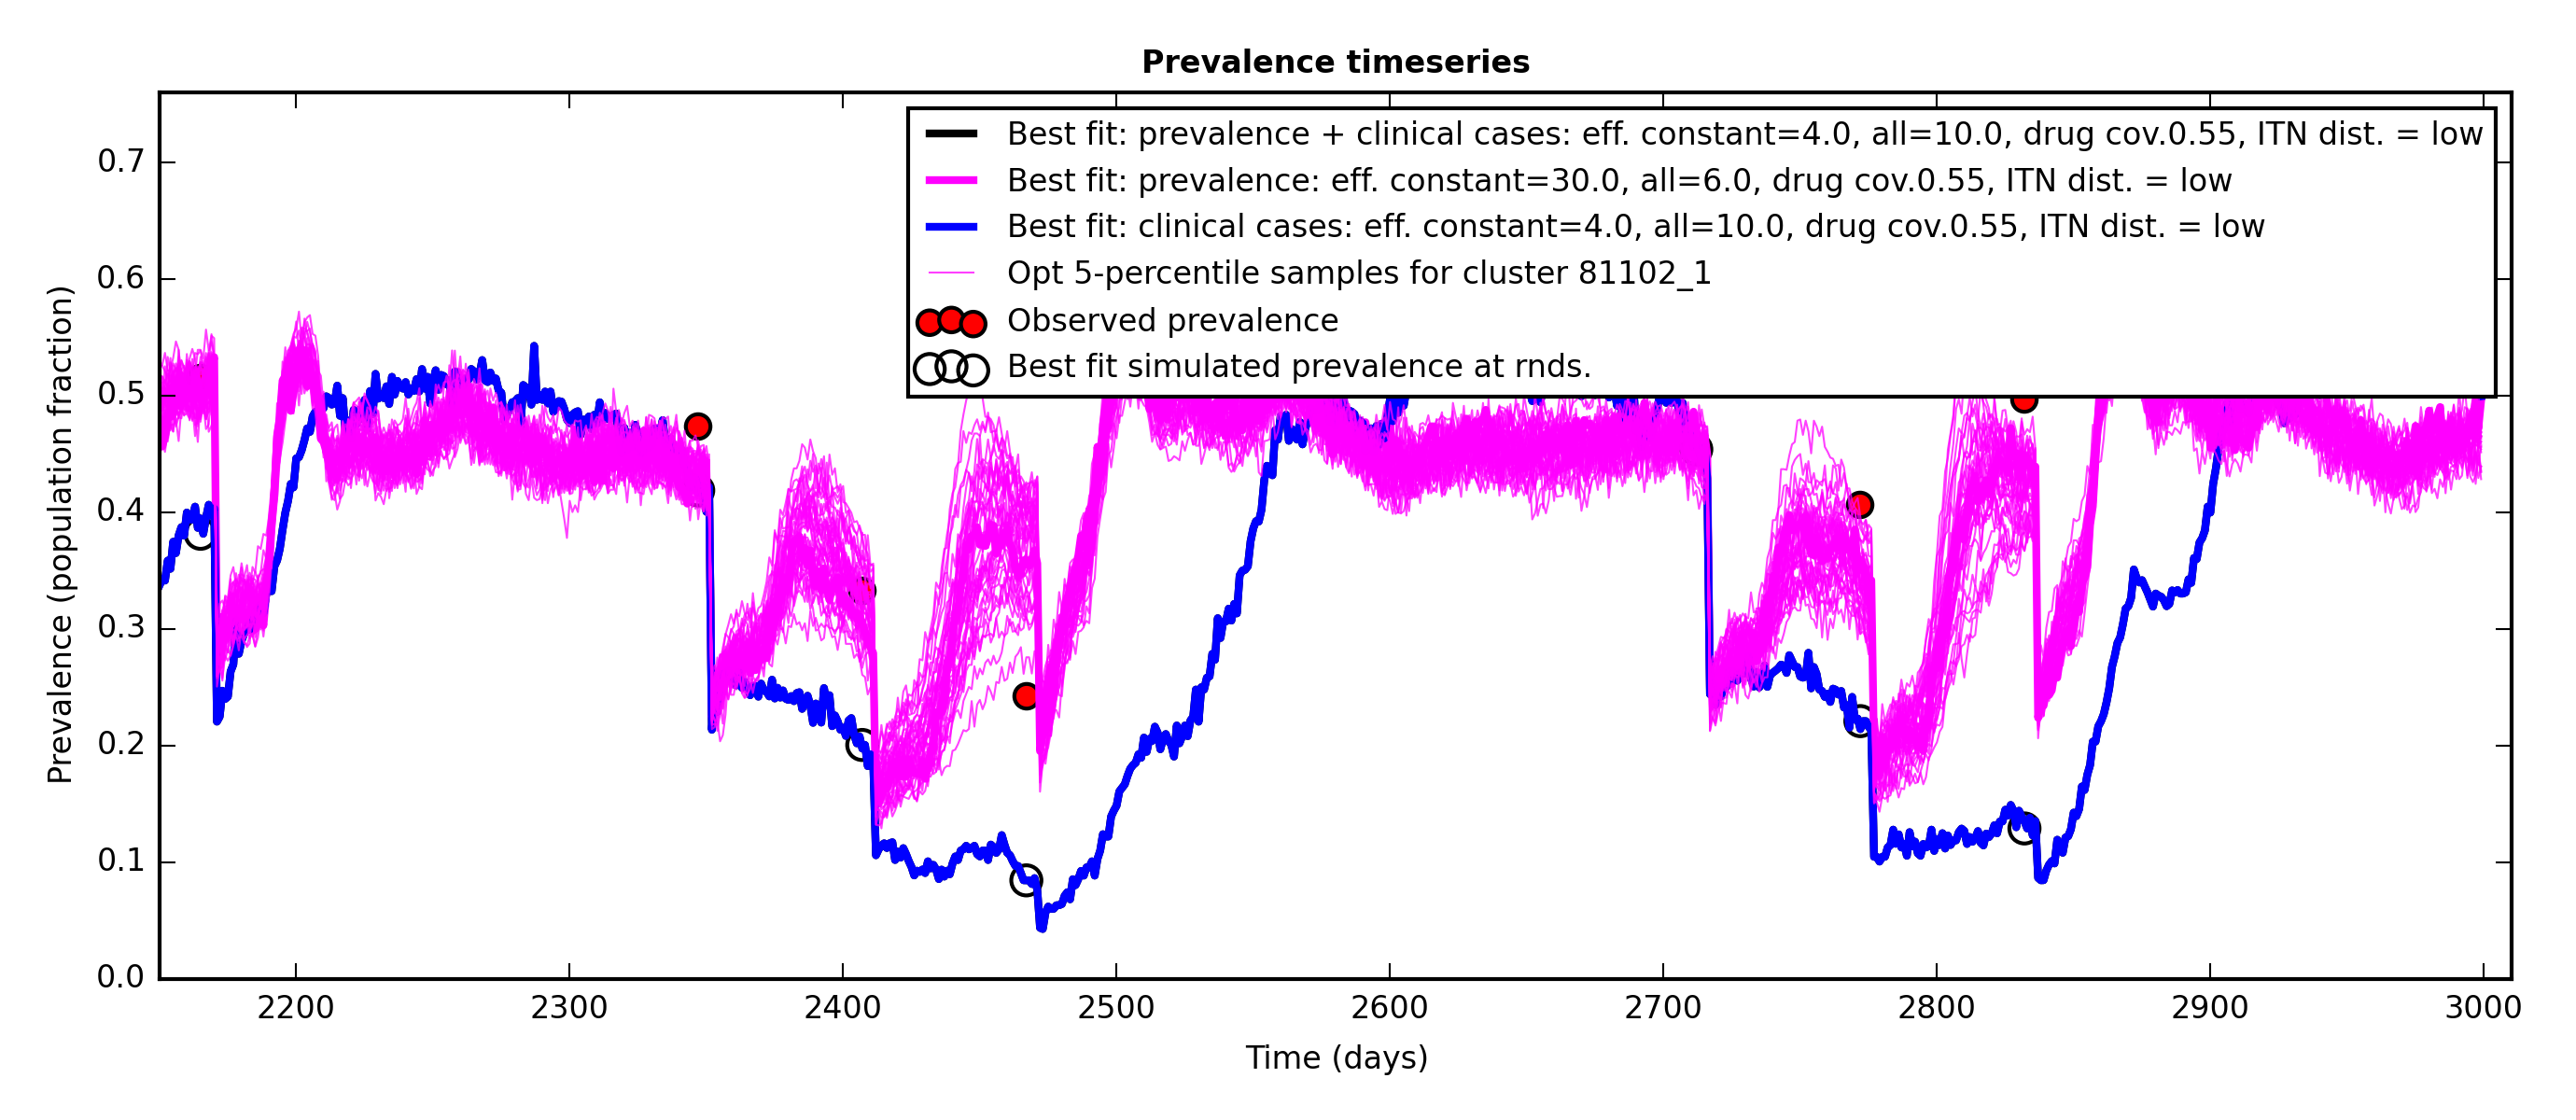 Prevalence timeseries
Best fit: prevalence + clinical cases: eff. constant=4.0, all=10.0, drug cov.0.55, ITN dist. = low
Best fit: prevalence: eff. constant=30.0, all=6.0, drug cov.0.55, ITN dist. = low
Best fit: clinical cases: eff. constant=4.0, all=10.0, drug cov.0.55, ITN dist. = low
Opt 5-percentile samples for cluster 81102_1
Observed prevalence
Best fit simulated prevalence at rnds.
Prevalence (population fraction)
0.7
0.6
0.5
0.4
0.3
0.2
0.1
0.0
2200 2300 2400 2500 2600 2700 2800 2900 3000
Time (days)